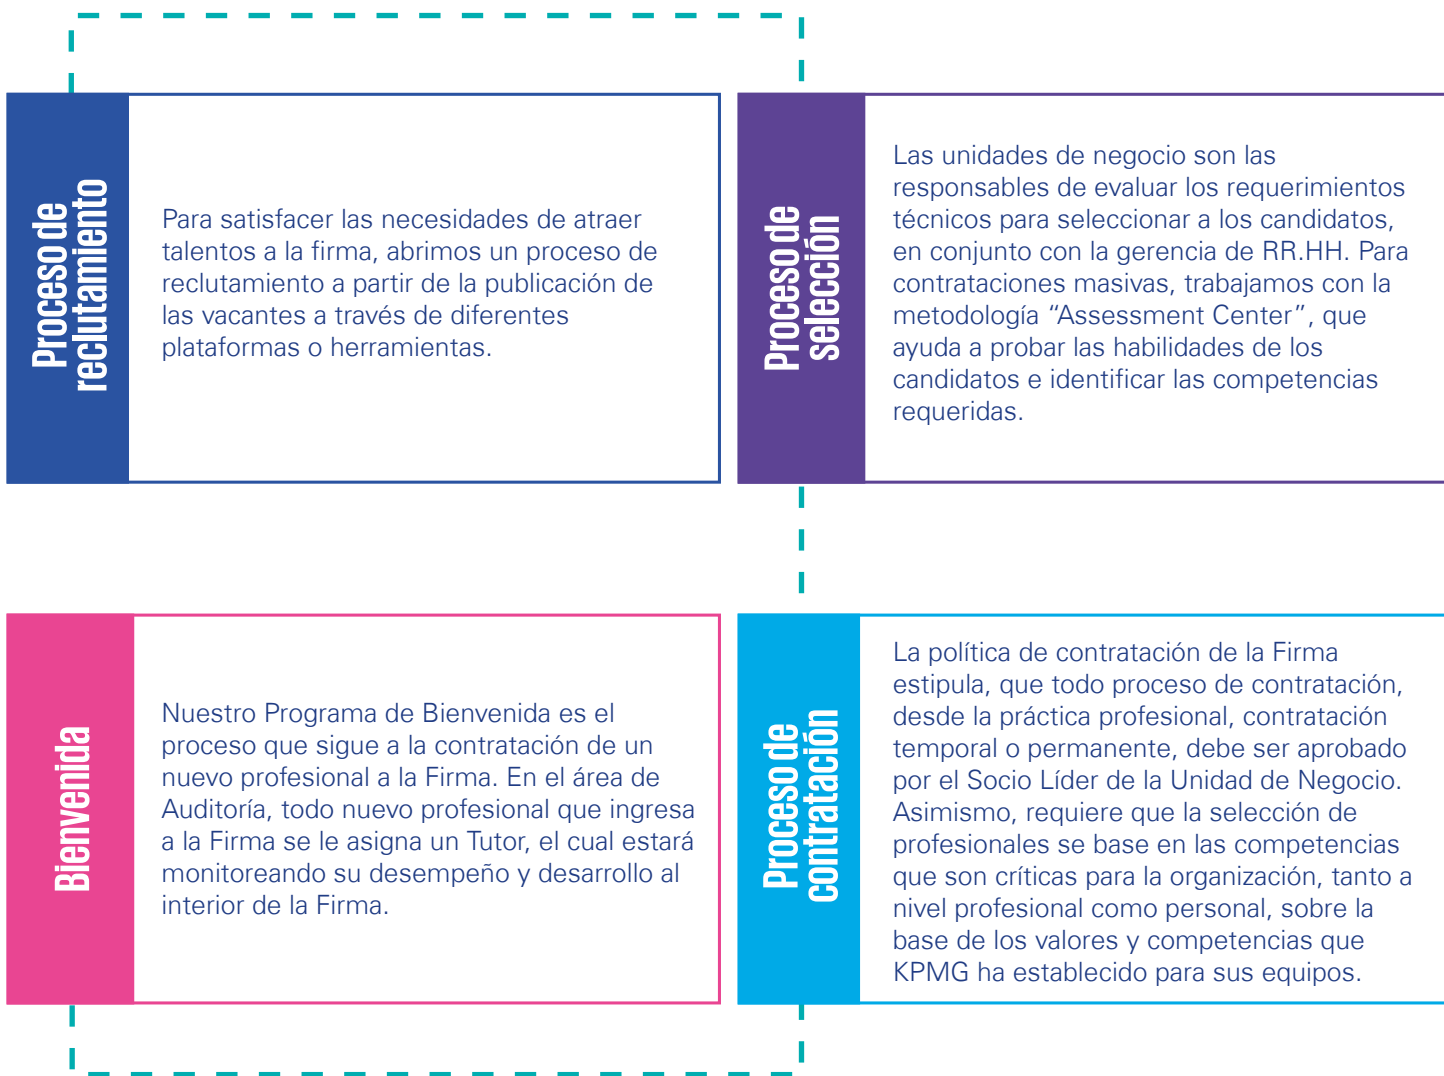 Proceso de
reclutamiento
Para satisfacer las necesidades de atraer
talentos a la firma, abrimos un proceso de
reclutamiento a partir de la publicación de
las vacantes a través de diferentes
plataformas o herramientas.
Proceso de
selección
Las unidades de negocio son las
responsables de evaluar los requerimientos
técnicos para seleccionar a los candidatos,
en conjunto con la gerencia de RR.HH. Para
contrataciones masivas, trabajamos con la
metodología “Assessment Center”, que
ayuda a probar las habilidades de los
candidatos e identificar las competencias
requeridas.
Proceso de
contratación
La política de contratación de la Firma
estipula, que todo proceso de contratación,
desde la práctica profesional, contratación
temporal o permanente, debe ser aprobado
por el Socio Líder de la Unidad de Negocio.
Asimismo, requiere que la selección de
profesionales se base en las competencias
que son críticas para la organización, tanto a
nivel profesional como personal, sobre la
base de los valores y competencias que
KPMG ha establecido para sus equipos.
Bienvenida
Nuestro Programa de Bienvenida es el
proceso que sigue a la contratación de un
nuevo profesional a la Firma. En el área de
Auditoría, todo nuevo profesional que ingresa
a la Firma se le asigna un Tutor, el cual estará
monitoreando su desempeño y desarrollo al
interior de la Firma.